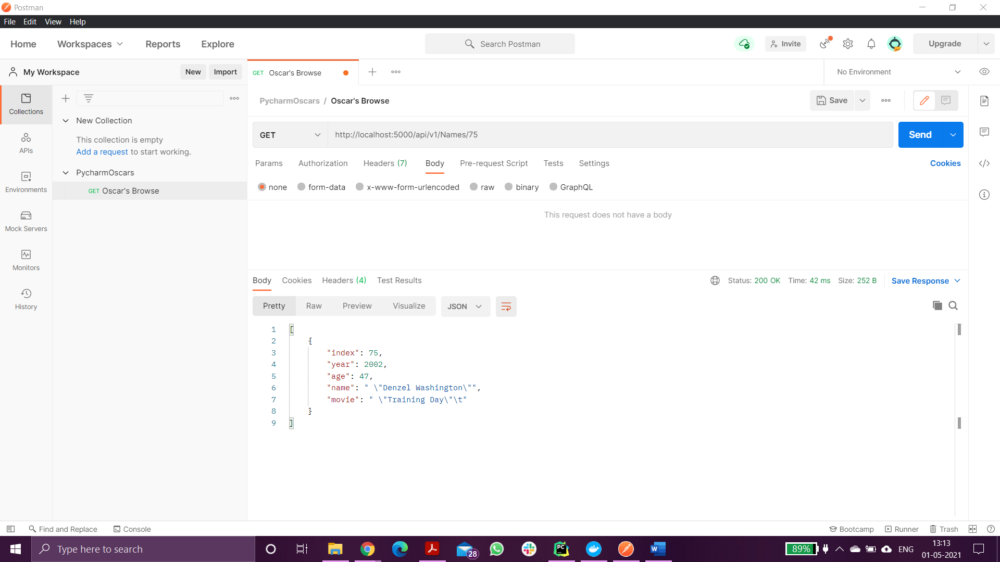 Postman
File Edit View Help
Home Workspaces Reports Explore Search Postman Invite Upgrade
My Workspace New Import GET Oscar's Browse No Environment
PycharmOscars / Oscar's Browse Save
Collections
New Collection
This collection is empty
Add a request to start working.
PycharmOscars
GET Oscar's Browse
APIs
Environments
Mock Servers
Monitors
History
GET http://localhost:5000/api/v1/Names/75 Send
Params Authorization Headers (7) Body Pre-request Script Tests Settings Cookies
none form-data x-www-form-urlencoded raw binary GraphQL
This request does not have a body
Body Cookies Headers (4) Test Results Status: 200 OK Time: 42 ms Size: 252 B Save Response
Pretty Raw Preview Visualize JSON
1 [
2 {
3 "index": 75,
4 "year": 2002,
5 "age": 47,
6 "name": " \"Denzel Washington\"",
7 "movie": " \"Training Day\"\t"
8 }
9 ]
Find and Replace Console Bootcamp Runner Trash
Type here to search PC 28 W 89% ENG 13:13
01-05-2021